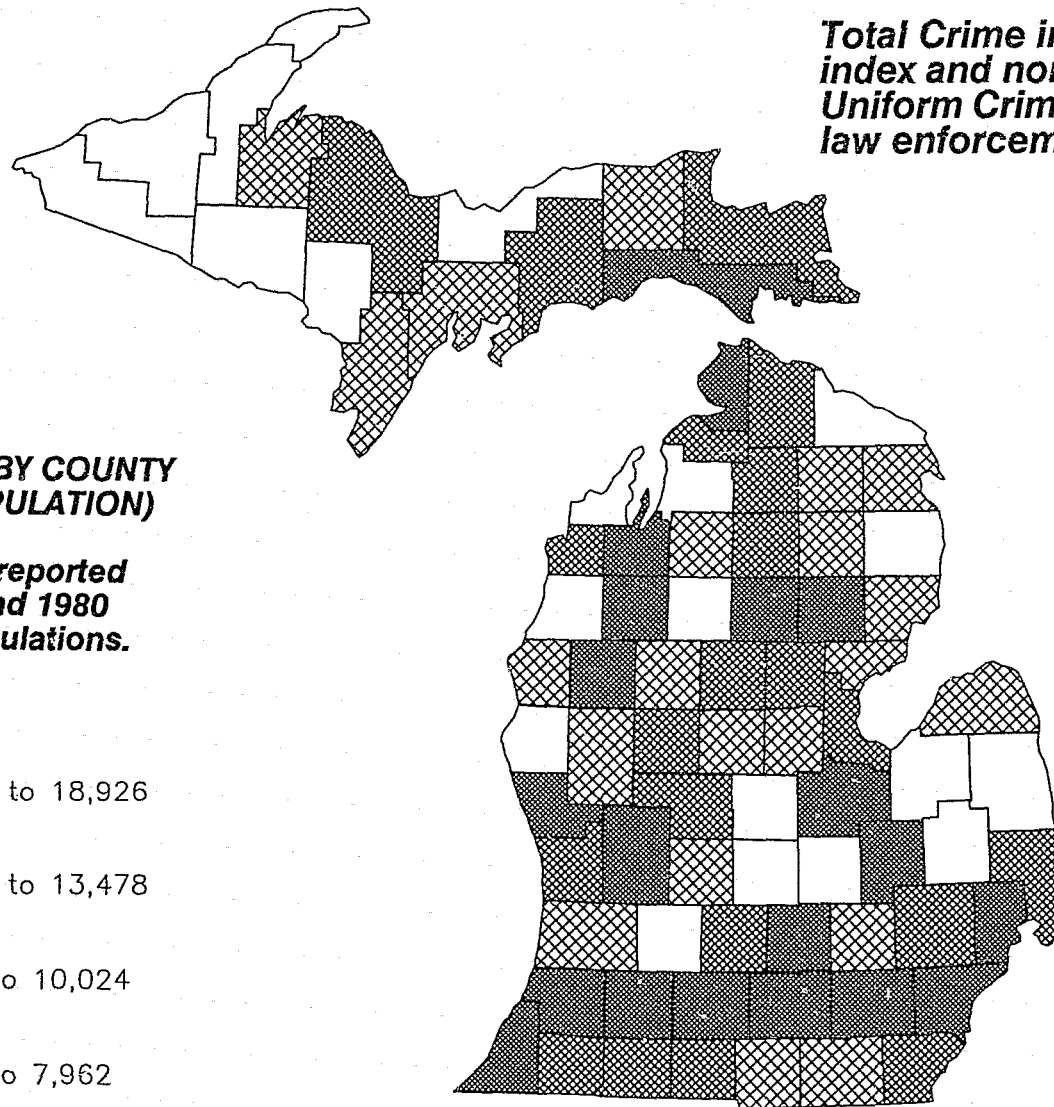 Total Crime in
index and nor
Uniform Crim
law enforcem
BY COUNTY
PULATION)
reported
nd 1980
ulations.
to 18,926
to 13,478
o 10,024
o 7,962